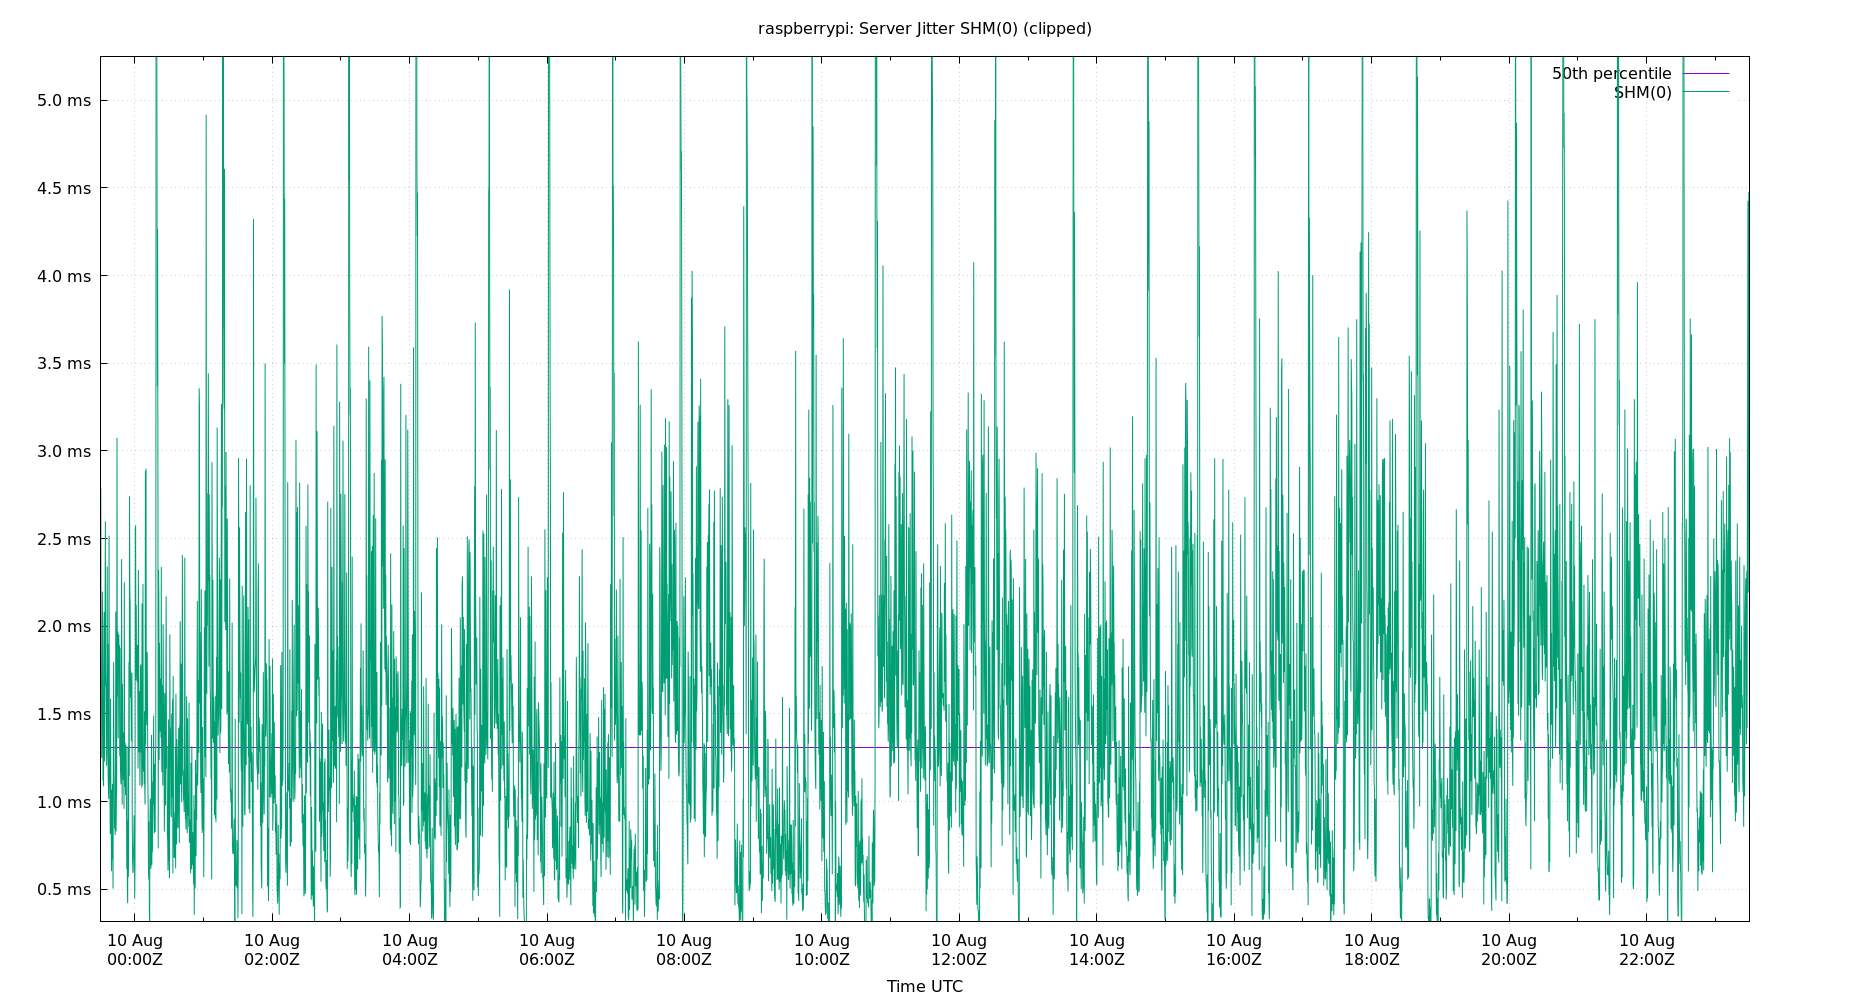 raspberrypi: Server Jitter SHM(0) (clipped)
50th percentile
SHM(0)
5.0 ms
4.5 ms
4.0 ms
3.5 ms
3.0 ms
2.5 ms
2.0 ms
1.5 ms
1.0 ms
0.5 ms
10 Aug 10 Aug 10 Aug 10 Aug 10 Aug 10 Aug 10 Aug 10 Aug 10 Aug 10 Aug 10 Aug 10 Aug
00:00Z 02:00Z 04:00Z 06:00Z 08:00Z 10:00Z 12:00Z 14:00Z 16:00Z 18:00Z 20:00Z 22:00Z
Time UTC